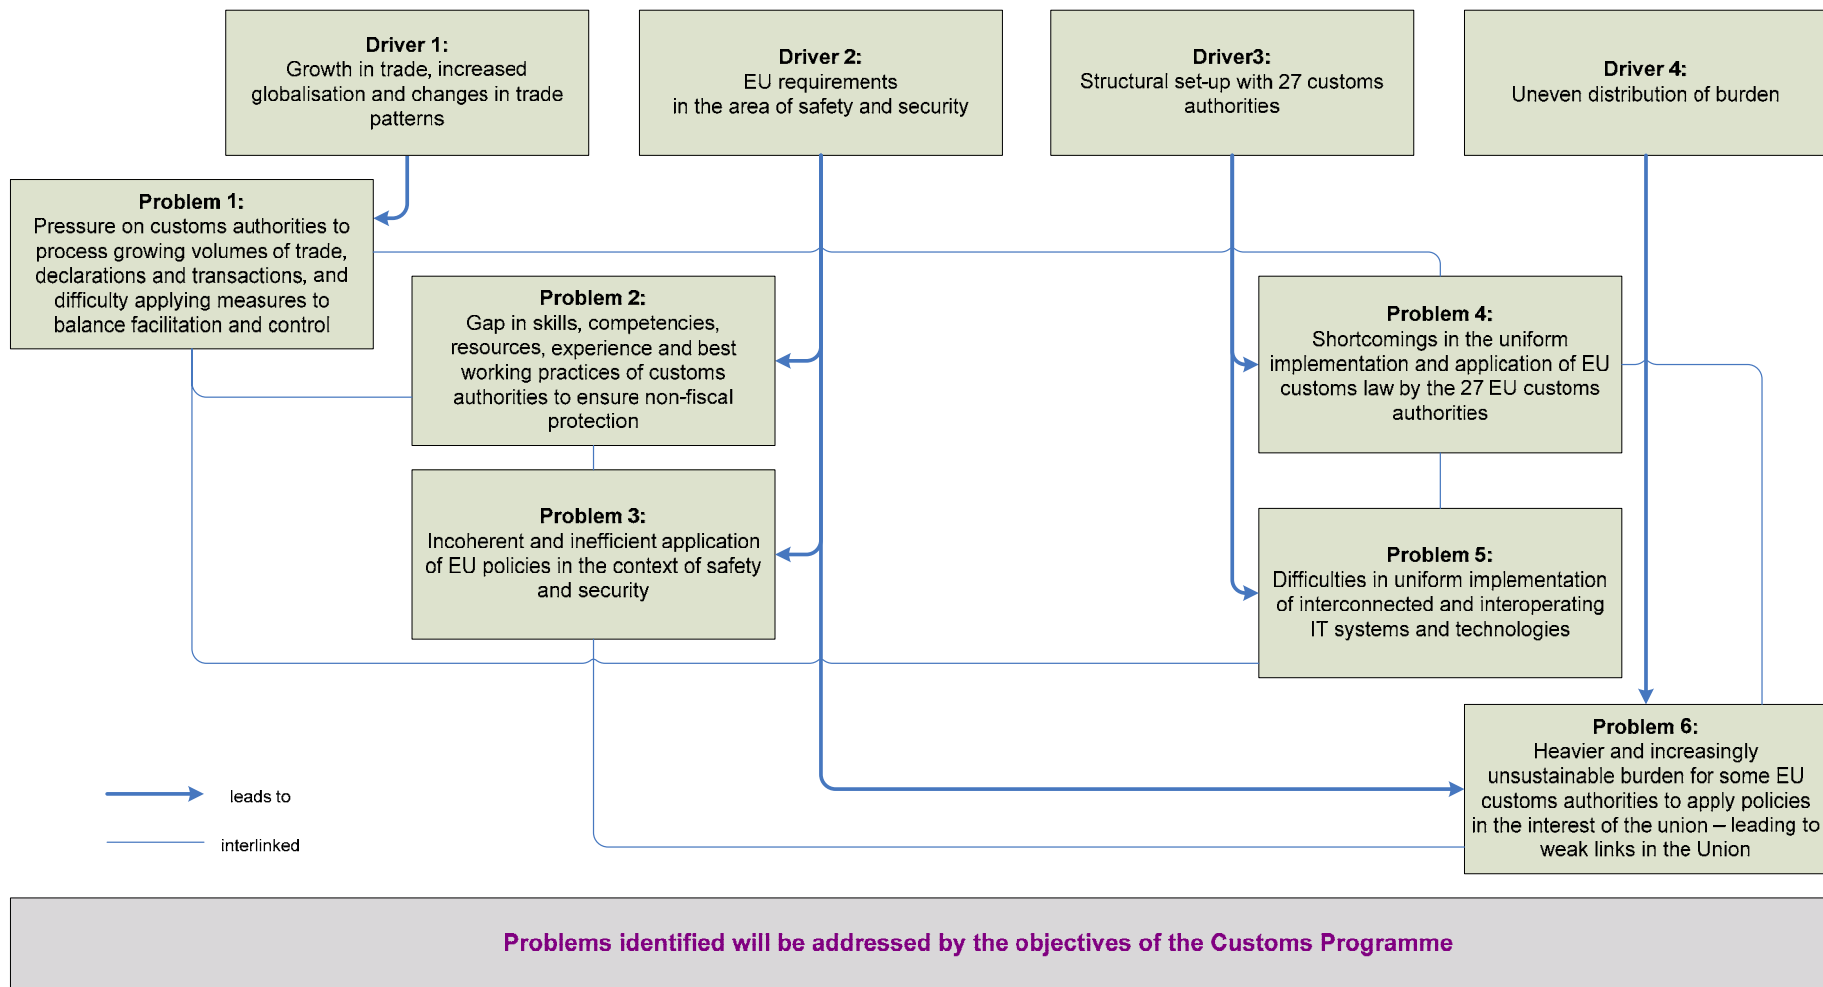 Driver 1:
Growth in trade, increased
globalisation and changes in trade
patterns
Driver 2:
EU requirements
in the area of safety and security
Driver3:
Structural set-up with 27 customs
authorities
Driver 4:
Uneven distribution of burden
Problem 1:
Pressure on customs authorities to
process growing volumes of trade,
declarations and transactions, and
difficulty applying measures to
balance facilitation and control
Problem 2:
Gap in skills, competencies,
resources, experience and best
working practices of customs
authorities to ensure non-fiscal
protection
Problem 3:
Incoherent and inefficient application
of EU policies in the context of safety
and security
Problem 4:
Shortcomings in the uniform
implementation and application of EU
customs law by the 27 EU customs
authorities
Problem 5:
Difficulties in uniform implementation
of interconnected and interoperating
IT systems and technologies
Problem 6:
Heavier and increasingly
unsustainable burden for some EU
customs authorities to apply policies
in the interest of the union – leading to
weak links in the Union
leads to
interlinked
Problems identified will be addressed by the objectives of the Customs Programme